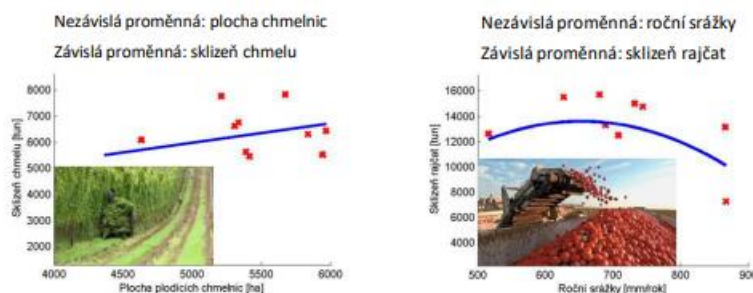 Nezávislá proměnná: plocha chmelnic
Závislá proměnná: sklizeň chmelu
8000
7000
6000
5000
4000
3000
2000
Sklizeň chmelu [tun]
4000 4500 5000 5500 6000
Plocha plodících chmelnic [ha]
Nezávislá proměnná: roční srážky
Závislá proměnná: sklizeň rajčat
16000
14000
12000
10000
8000
6000
4000
Sklizeň rajčat [tun]
500 600 700 800 900
Roční srážky [mm/rok]